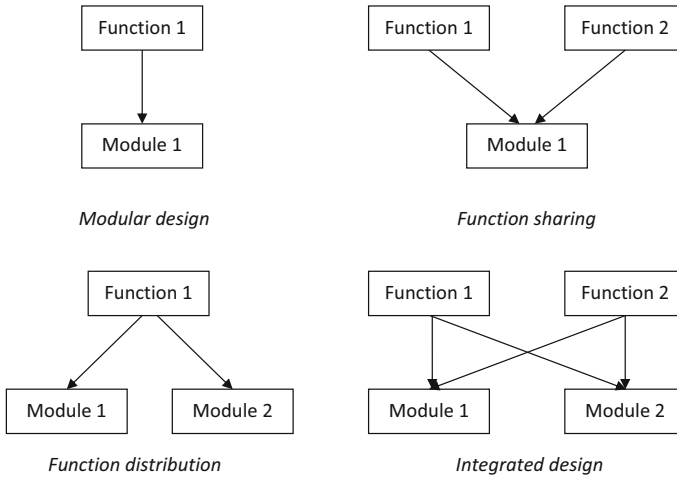 Function 1
Module 1
Modular design
Function 1
Function 2
Module 1
Function sharing
Function 1
Module 1
Module 2
Function distribution
Function 1
Function 2
Module 1
Module 2
Integrated design